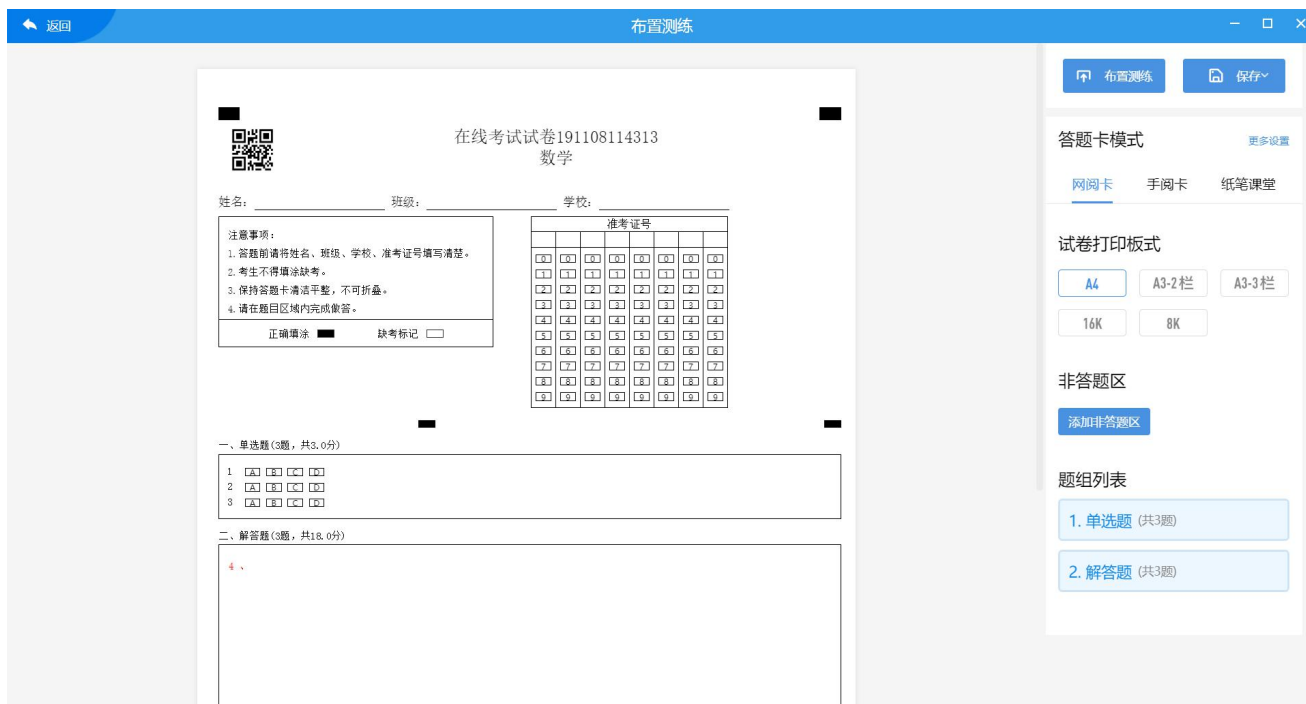 返回
布置测练
布置测练
保存
答题卡模式
更多设置
网阅卡 手阅卡 纸笔课堂
试卷打印板式
A4 A3-2栏 A3-3栏
16K 8K
非答题区
添加非答题区
题组列表
1. 单选题 (共3题)
2. 解答题 (共3题)
在线考试试卷191108114313
数学
姓名: 班级: 学校:
注意事项:
1.答题前请将姓名、班级、学校、准考证号填写清楚。
2.考生不得填涂缺考。
3.保持答题卡清洁平整，不可折叠。
4.请在题目区域内完成做答。
正确填涂 缺考标记
准考证号
0 0 0 0 0 0 0 0
1 1 1 1 1 1 1 1
2 2 2 2 2 2 2 2
3 3 3 3 3 3 3 3
4 4 4 4 4 4 4 4
5 5 5 5 5 5 5 5
6 6 6 6 6 6 6 6
7 7 7 7 7 7 7 7
8 8 8 8 8 8 8 8
9 9 9 9 9 9 9 9
一、单选题(3题，共3.0分)
1 A B C D
2 A B C D
3 A B C D
二、解答题(3题，共18.0分)
4、